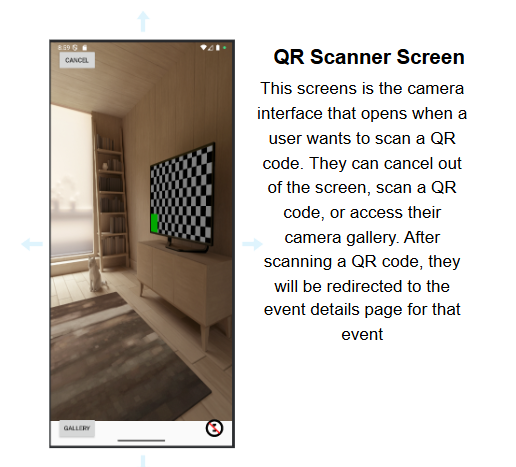 8:59
CANCEL
GALLERY
QR Scanner Screen
This screens is the camera
interface that opens when a
user wants to scan a QR
code. They can cancel out
of the screen, scan a QR
code, or access their
camera gallery. After
scanning a QR code, they
will be redirected to the
event details page for that
event